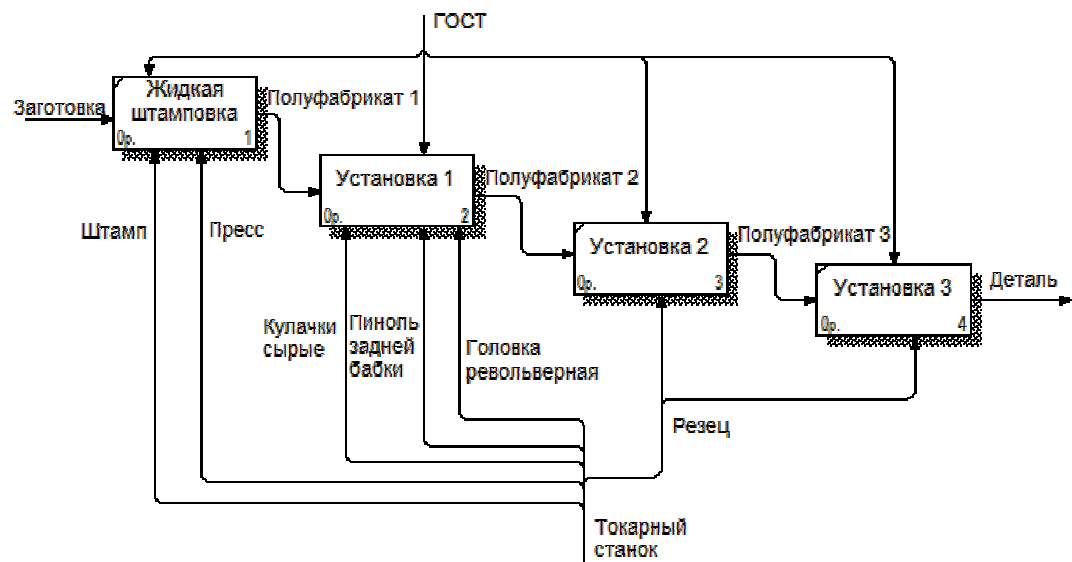 ГОСТ
Жидкая
штамповка
0р.
1
Заготовка
Полуфабрикат 1
Установка 1
0р.
2
Полуфабрикат 2
Штамп
Пресс
Установка 2
0р.
3
Полуфабрикат 3
Установка 3
0р.
4
Деталь
Кулачки
сырые
Пиноль
задней
бабки
Головка
револьверная
Резец
Токарный
станок